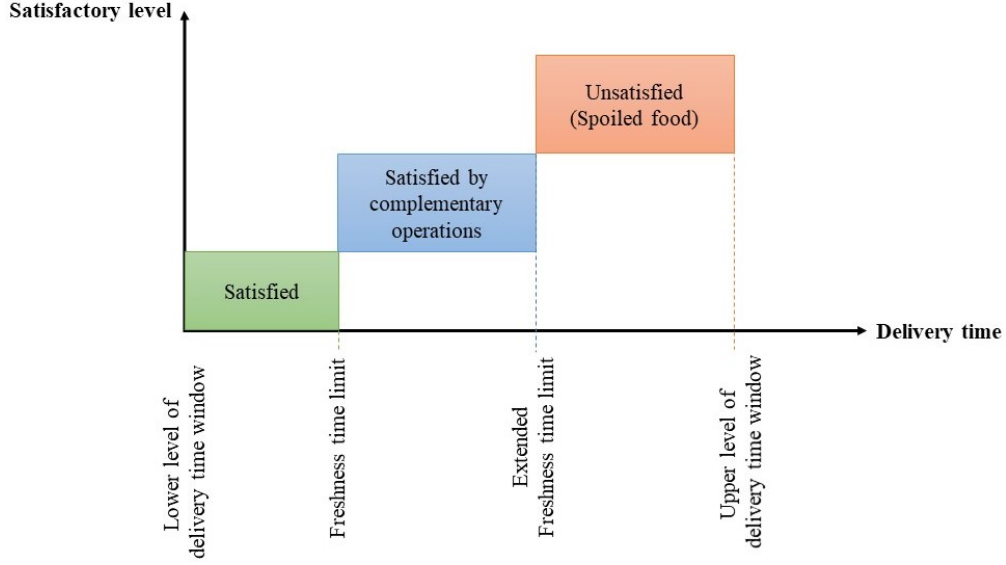 Satisfactory level
Unsatisfied
(Spoiled food)
Satisfied by
complementary
operations
Satisfied
Delivery time
Lower level of
delivery time window
Freshness time limit
Extended
Freshness time limit
Upper level of
delivery time window